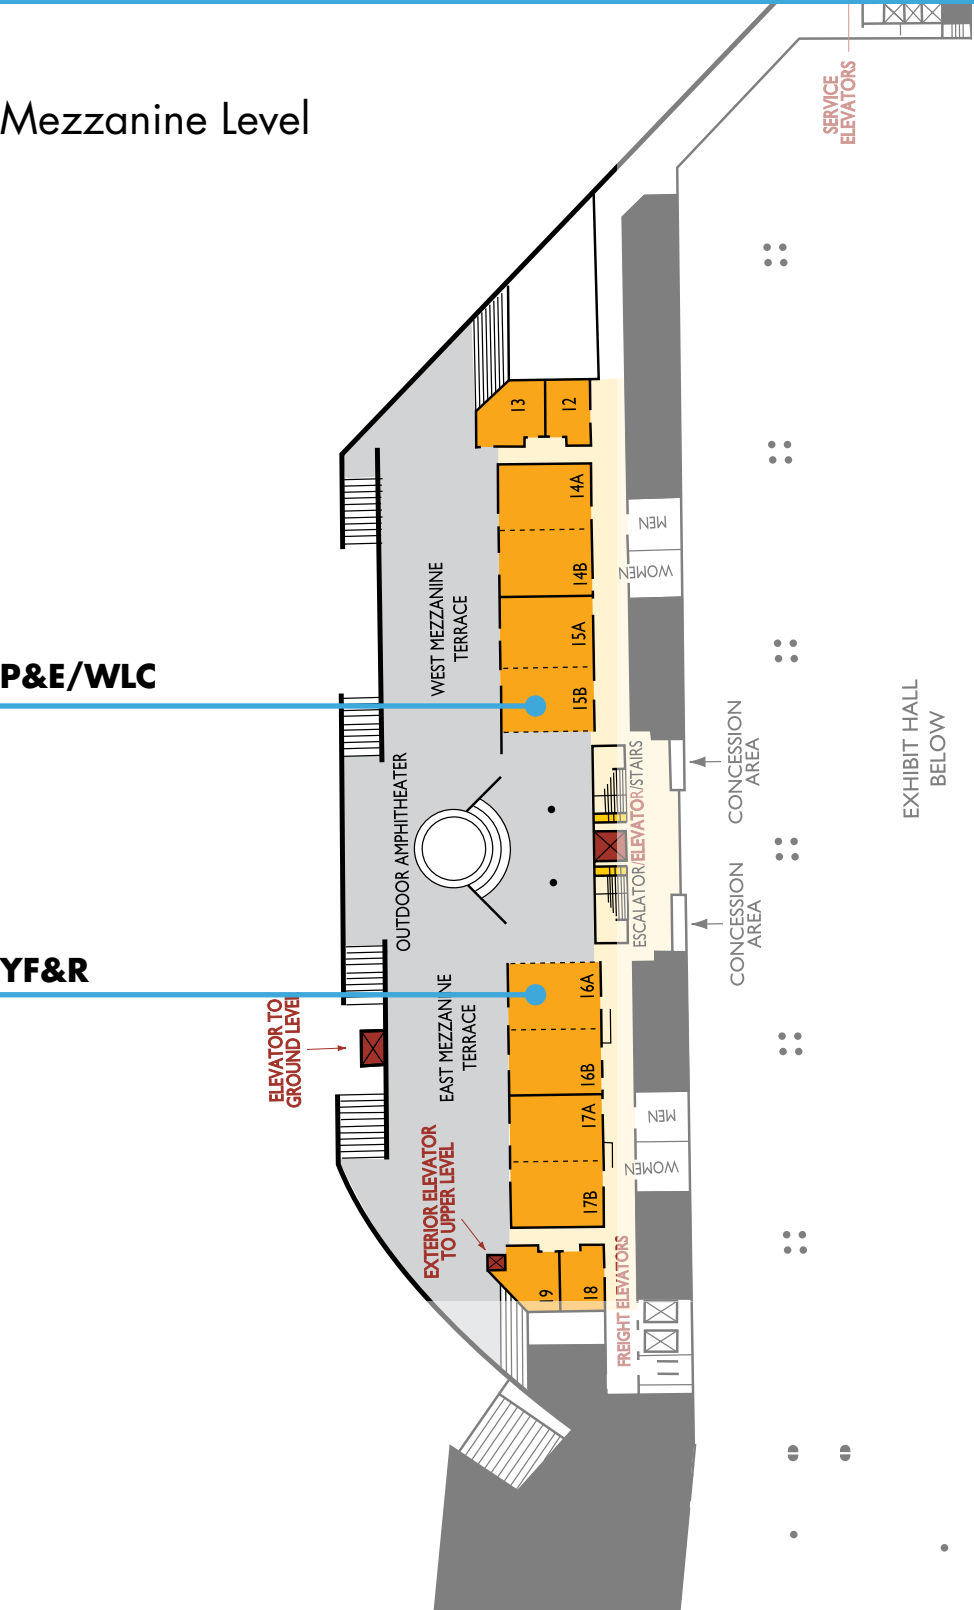 SERVICE
ELEVATORS
Mezzanine Level
13
12
14A
MEN
14B
WOMEN
WEST MEZZANINE
TERRACE
15A
P&E/WLC
15B
CONCESSION
AREA
EXHIBIT HALL
BELOW
OUTDOOR AMPHITHEATER
ESCALATOR/ELEVATOR/STAIRS
CONCESSION
AREA
YF&R
16A
ELEVATOR TO
GROUND LEVEL
EAST MEZZANINE
TERRACE
16B
17A
MEN
WOMEN
EXTERIOR ELEVATOR
TO UPPER LEVEL
17B
19
18
FREIGHT ELEVATORS